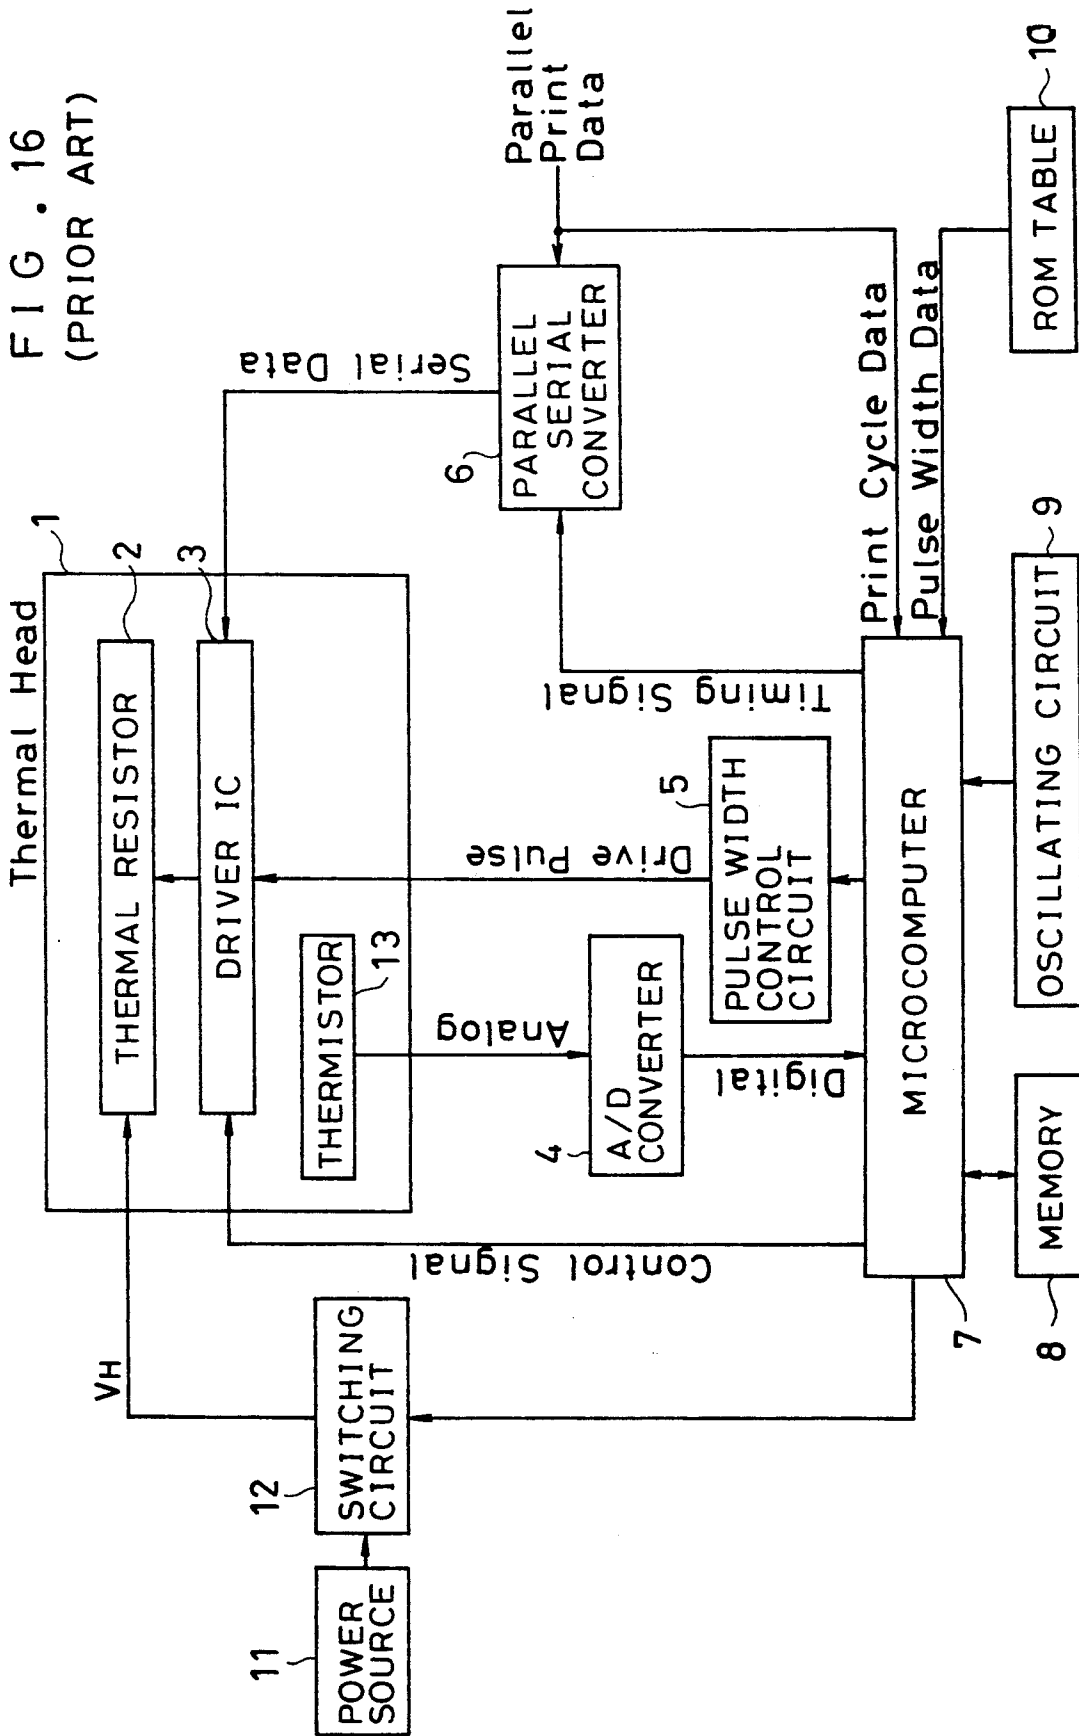 FIG. 16
(PRIOR ART)
Thermal Head
1
THERMAL RESISTOR
2
DRIVER IC
3
THERMISTOR
13
VH
POWER
SOURCE
11
SWITCHING
CIRCUIT
12
Control Signal
Analog
A/D
CONVERTER
4
Digital
Drive Pulse
PULSE WIDTH
CONTROL
CIRCUIT
5
Timing Signal
Serial Data
PARALLEL
SERIAL
CONVERTER
6
Parallel
Print
Data
Print Cycle Data
Pulse Width Data
MICROCOMPUTER
7
MEMORY
8
OSCILLATING CIRCUIT
9
ROM TABLE
10